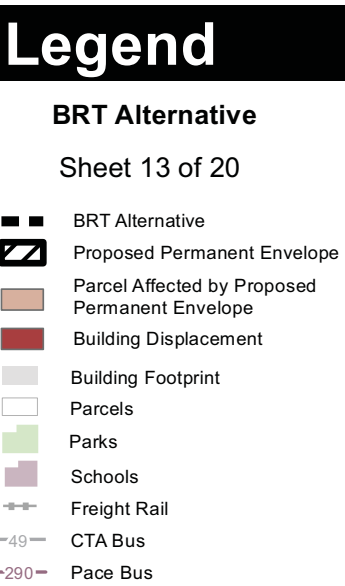 Legend
BRT Alternative
Sheet 13 of 20
BRT Alternative
Proposed Permanent Envelope
Parcel Affected by Proposed
Permanent Envelope
Building Displacement
Building Footprint
Parcels
Parks
Schools
Freight Rail
49 CTA Bus
290 Pace Bus